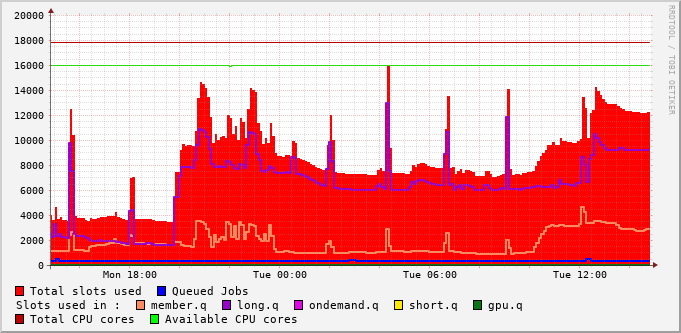 20000
18000
16000
14000
12000
10000
8000
6000
4000
2000
0
Mon 18:00 Tue 00:00 Tue 06:00 Tue 12:00
RRDTOOL / TOBI OETIKER
Total slots used Queued Jobs
Slots used in : member.q long.q ondemand.q short.q gpu.q
Total CPU cores Available CPU cores